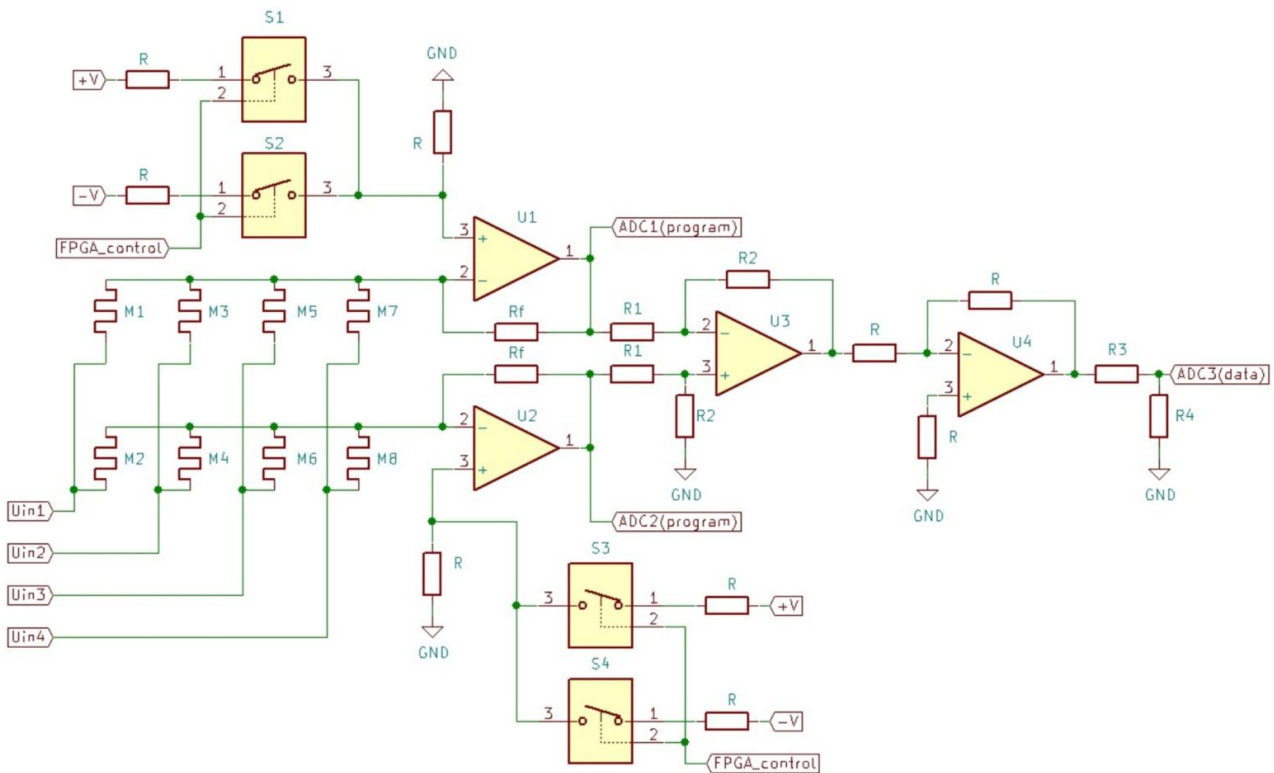 S1
GND
+V
R
1
3
2
R
S2
-V
R
1
3
2
FPGA_control
U1
3
+
1
2
-
ADC1(program)
M1
M3
M5
M7
Rf
R1
R2
2
-
U3
1
3
+
R
R
U4
2
-
1
3
+
R3
ADC3(data)
Rf
R1
R2
R
R4
GND
GND
GND
U2
2
-
1
3
+
M2
M4
M6
M8
ADC2(program)
Uin1
Uin2
Uin3
Uin4
R
GND
S3
3
1
2
R
+V
S4
3
1
2
R
-V
FPGA_control